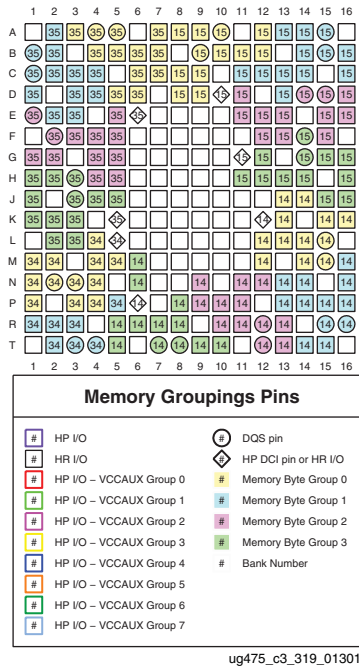 1 2 3 4 5 6 7 8 9 10 11 12 13 14 15 16
A 35 35 35 35 35 15 15 15 15 15 15 15 A
B 35 35 35 35 35 35 15 15 15 15 15 15 15 B
C 35 35 35 35 35 35 15 15 15 15 15 15 15 C
D 35 35 35 35 35 15 15 15 15 15 15 15 15 D
E 35 35 35 35 35 15 15 15 15 15 E
F 35 35 35 35 15 15 15 15 F
G 35 35 35 35 15 15 15 15 15 G
H 35 35 35 35 35 15 15 15 15 15 H
J 35 35 35 35 14 14 15 15 J
K 35 35 35 35 14 14 14 14 K
L 35 35 34 34 14 14 14 14 L
M 34 34 34 34 14 14 14 14 14 M
N 34 34 34 34 14 14 14 14 14 14 14 N
P 34 34 34 34 14 14 14 14 14 14 14 14 14 P
R 34 34 34 14 14 14 14 14 14 14 14 14 14 R
T 34 34 34 14 14 14 14 14 14 14 14 14 T
1 2 3 4 5 6 7 8 9 10 11 12 13 14 15 16
Memory Groupings Pins
# HP I/O
# HR I/O
# HP I/O – VCCAUX Group 0
# HP I/O – VCCAUX Group 1
# HP I/O – VCCAUX Group 2
# HP I/O – VCCAUX Group 3
# HP I/O – VCCAUX Group 4
# HP I/O – VCCAUX Group 5
# HP I/O – VCCAUX Group 6
# HP I/O – VCCAUX Group 7
# DQS pin
# HP DCI pin or HR I/O
# Memory Byte Group 0
# Memory Byte Group 1
# Memory Byte Group 2
# Memory Byte Group 3
# Bank Number
ug475_c3_319_01301